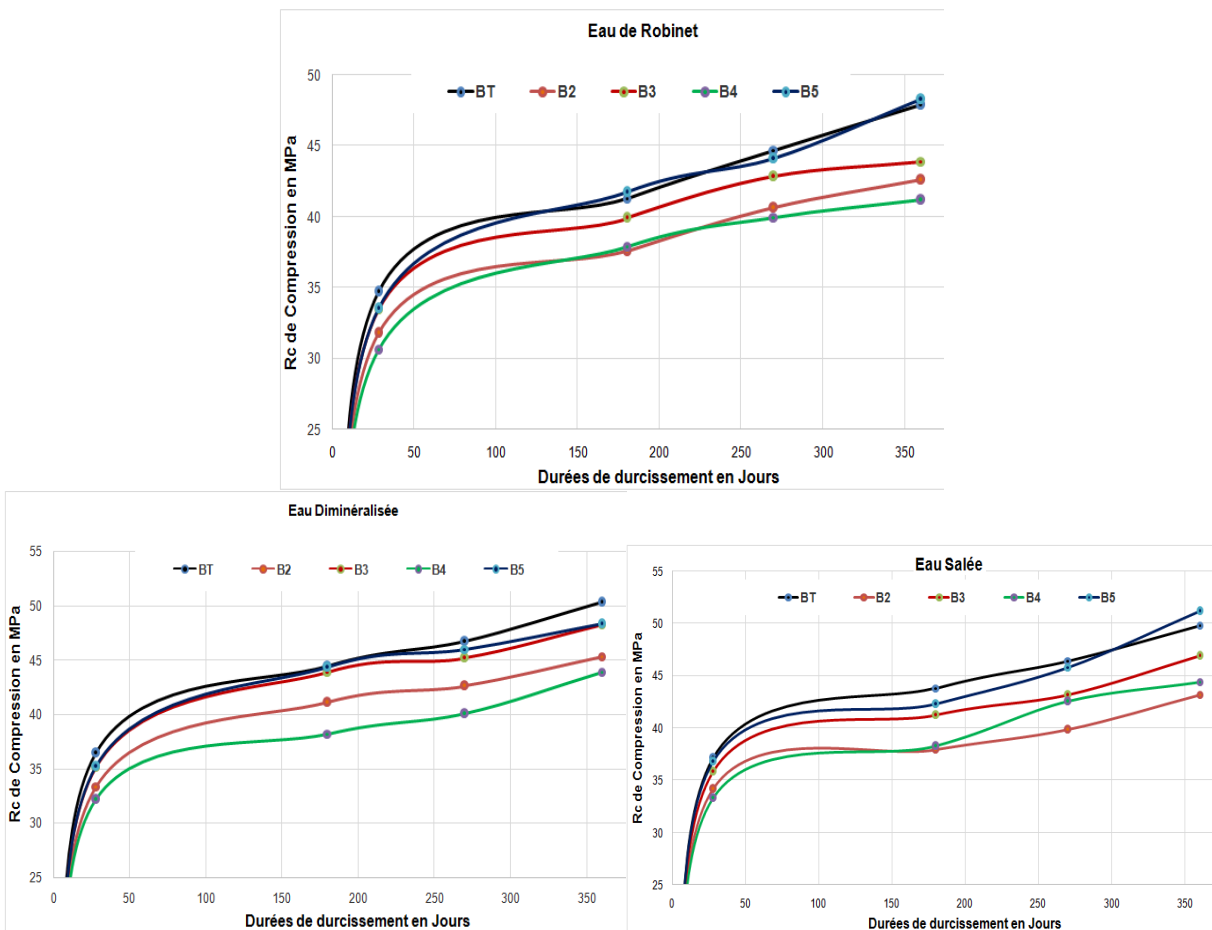 Eau de Robinet
BT B2 B3 B4 B5
Rc de Compression en MPa
50
45
40
35
30
25
0 50 100 150 200 250 300 350
Durées de durcissement en Jours
Eau Diminéralisée
BT B2 B3 B4 B5
Rc de Compression en MPa
55
50
45
40
35
30
25
0 50 100 150 200 250 300 350
Durées de durcissement en Jours
Eau Salée
BT B2 B3 B4 B5
Rc de Compression en MPa
55
50
45
40
35
30
25
0 50 100 150 200 250 300 350
Durées de durcissement en Jours